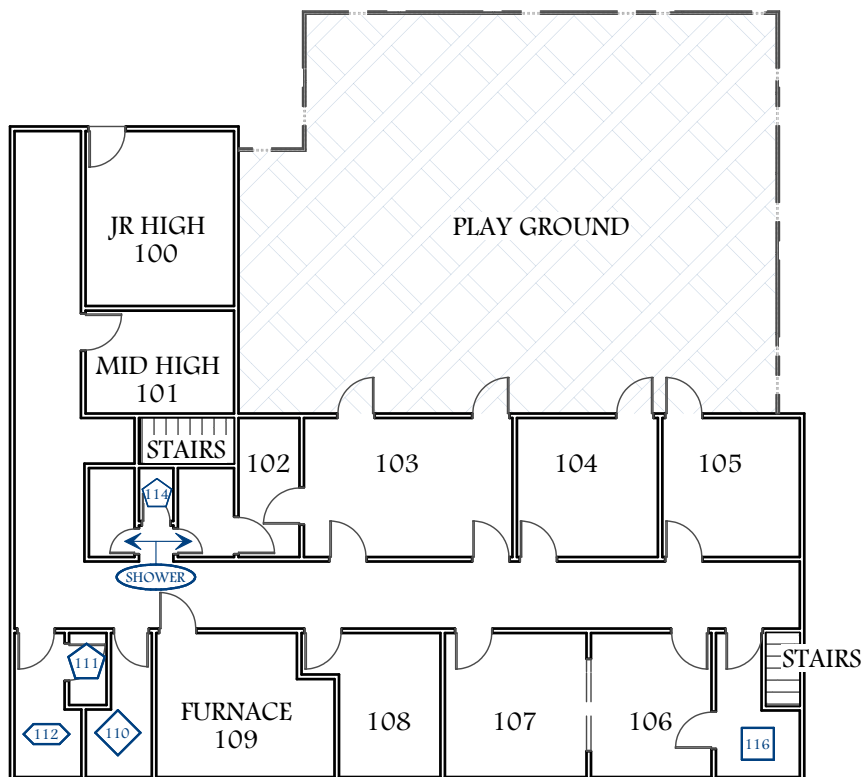 JR HIGH
100
PLAY GROUND
MID HIGH
101
STAIRS
102
103
104
105
114
SHOWER
111
STAIRS
112
110
FURNACE
109
108
107
106
116